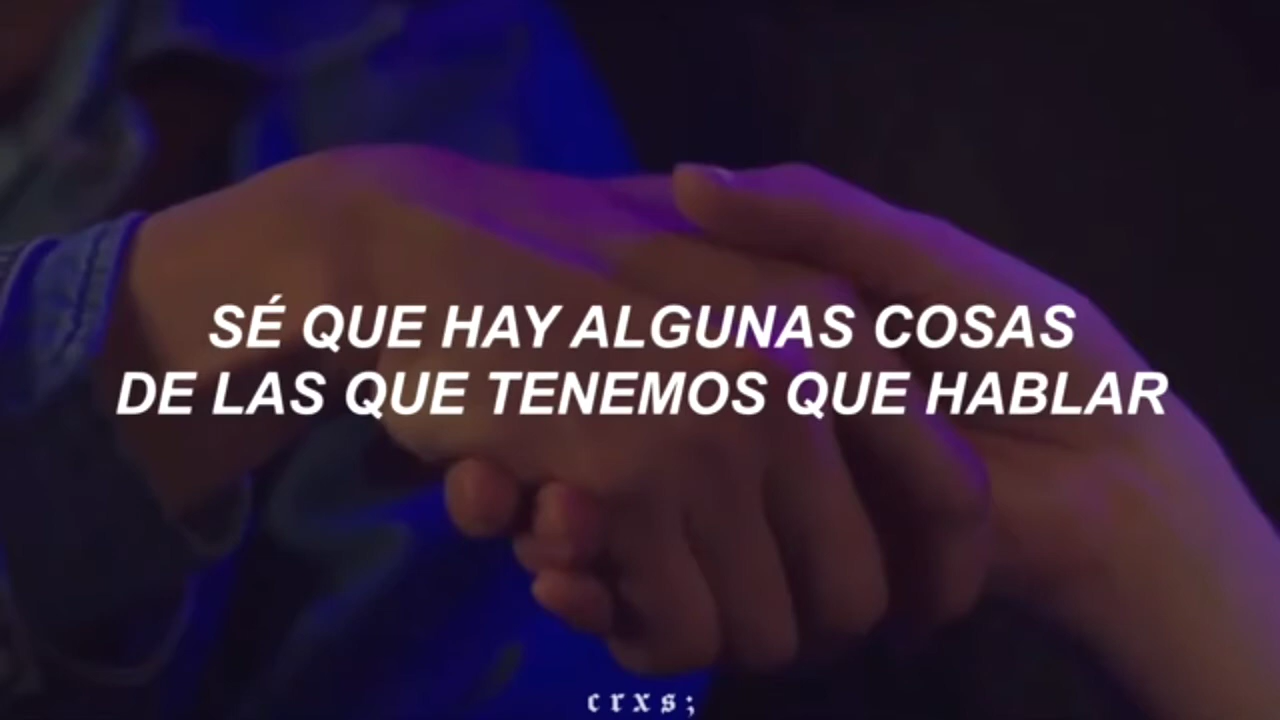 SÉ QUE HAY ALGUNAS COSAS
DE LAS QUE TENEMOS QUE HABLAR
crxs;